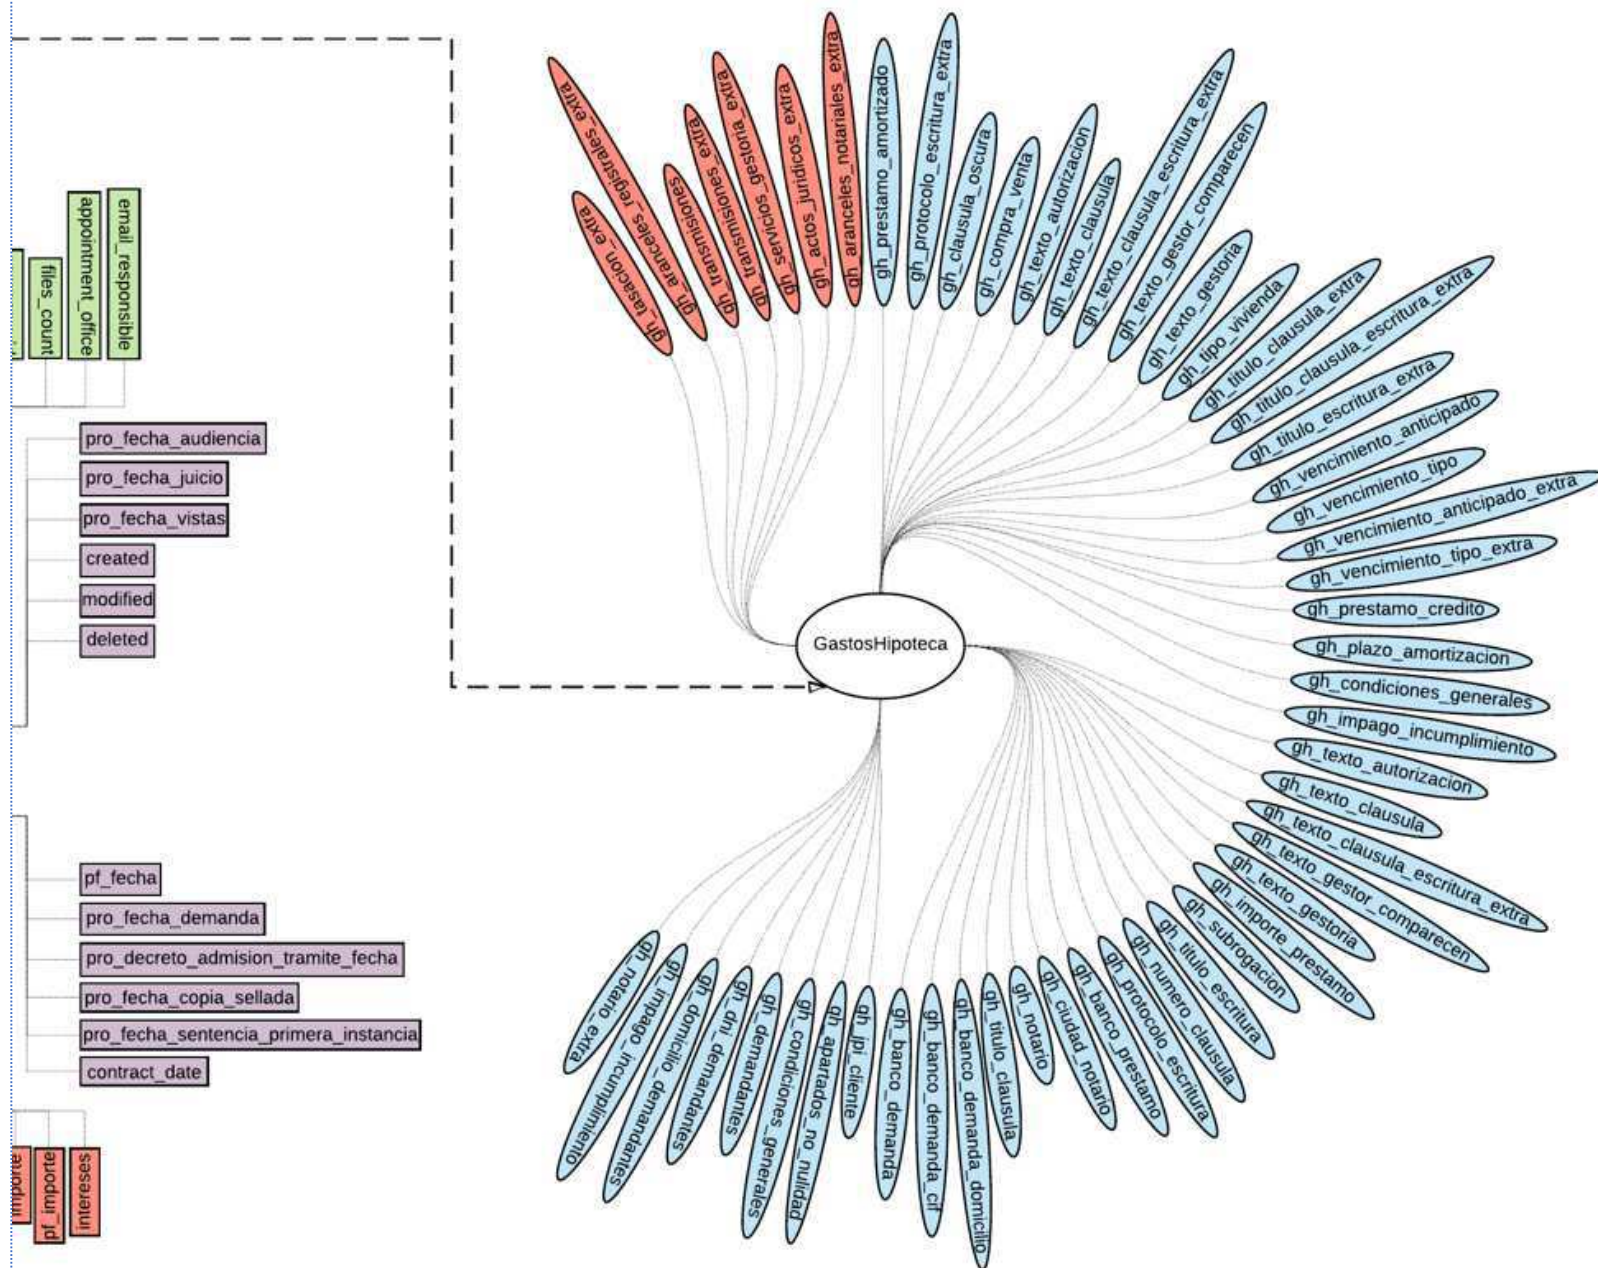 files_count
appointment_office
email_responsible
pro_fecha_audiencia
pro_fecha_juicio
pro_fecha_vistas
created
modified
deleted
pf_fecha
pro_fecha_demanda
pro_decreto_admision_tramite_fecha
pro_fecha_copia_sellada
pro_fecha_sentencia_primera_instancia
contract_date
importe
pf_importe
intereses
GastosHipoteca
gh_tasacion_extra
gh_aranceles_registrales_extra
gh_transmisiones
gh_transmisiones_extra
gh_servicios_gestoria_extra
gh_actos_juridicos_extra
gh_aranceles_notariales_extra
gh_prestamo_amortizado
gh_protocolo_escritura_extra
gh_clausula_oscura
gh_compra_venta
gh_texto_autorizacion
gh_texto_clausula
gh_texto_clausula_escritura_extra
gh_texto_gestor_comparecen
gh_texto_gestoria
gh_tipo_vivienda
gh_titulo_clausula_extra
gh_titulo_clausula_escritura_extra
gh_titulo_escritura_extra
gh_vencimiento_anticipado
gh_vencimiento_tipo
gh_vencimiento_anticipado_extra
gh_vencimiento_tipo_extra
gh_prestamo_credito
gh_plazo_amortizacion
gh_condiciones_generales
gh_impago_incumplimiento
gh_texto_autorizacion
gh_texto_clausula
gh_texto_clausula_escritura_extra
gh_texto_gestor_comparecen
gh_texto_gestoria
gh_importe_prestamo
gh_subrogacion
gh_titulo_escritura
gh_numero_clausula
gh_protocolo_escritura
gh_banco_prestamo
gh_ciudad_notario
gh_notario
gh_titulo_clausula
gh_banco_demanda_domicilio
gh_banco_demanda_cif
gh_banco_demanda
gh_jpi_cliente
gh_apartados_no_nulidad
gh_condiciones_generales
gh_demandantes
gh_dni_demandantes
gh_domicilio_demandantes
gh_impago_incumplimiento
gh_notario_extra